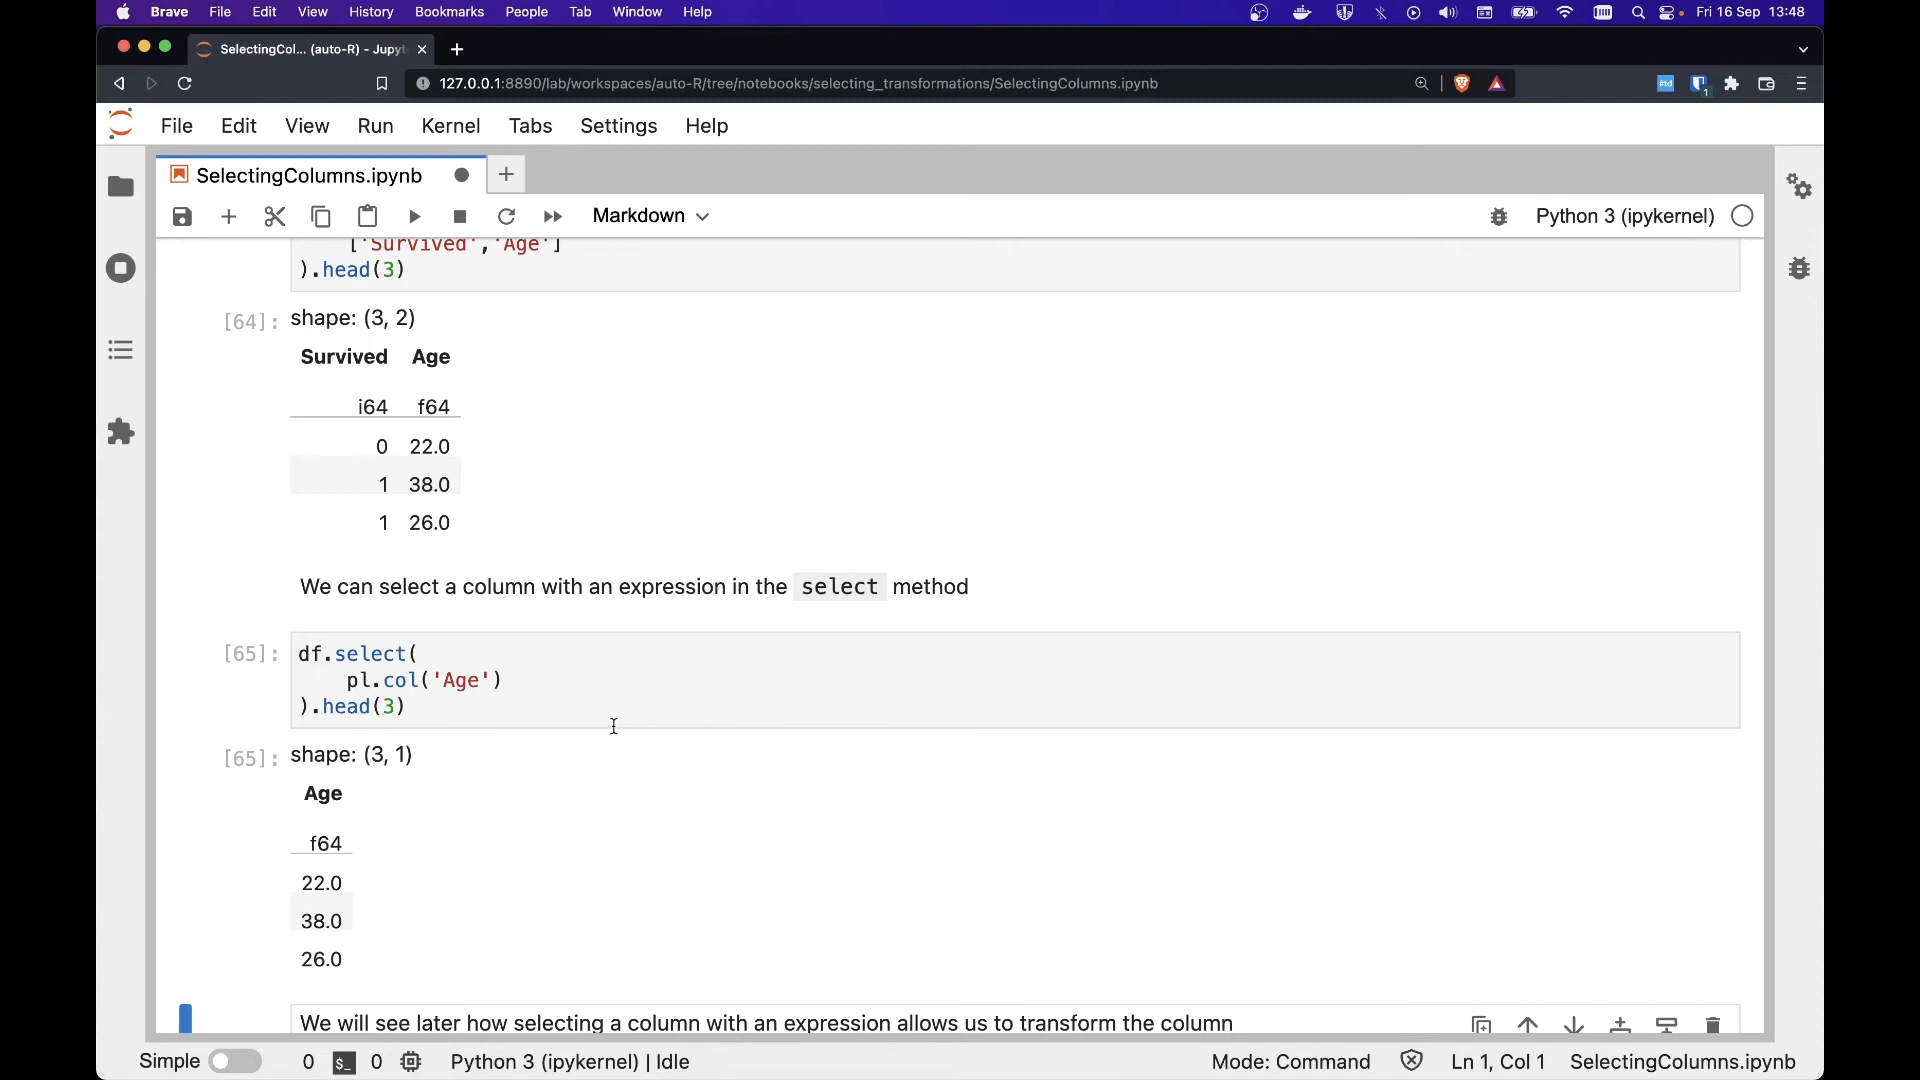 Brave File Edit View History Bookmarks People Tab Window Help Fri 16 Sep 13:48
SelectingCol... (auto-R) - Jupyt
127.0.0.1:8890/lab/workspaces/auto-R/tree/notebooks/selecting_transformations/SelectingColumns.ipynb
File Edit View Run Kernel Tabs Settings Help
SelectingColumns.ipynb
Markdown Python 3 (ipykernel)
['Survived','Age']
).head(3)
[64]: shape: (3, 2)
Survived Age
i64 f64
0 22.0
1 38.0
1 26.0
We can select a column with an expression in the select method
[65]: df.select(
pl.col('Age')
).head(3)
[65]: shape: (3, 1)
Age
f64
22.0
38.0
26.0
We will see later how selecting a column with an expression allows us to transform the column
Simple 0 $_ 0 Python 3 (ipykernel) | Idle Mode: Command Ln 1, Col 1 SelectingColumns.ipynb